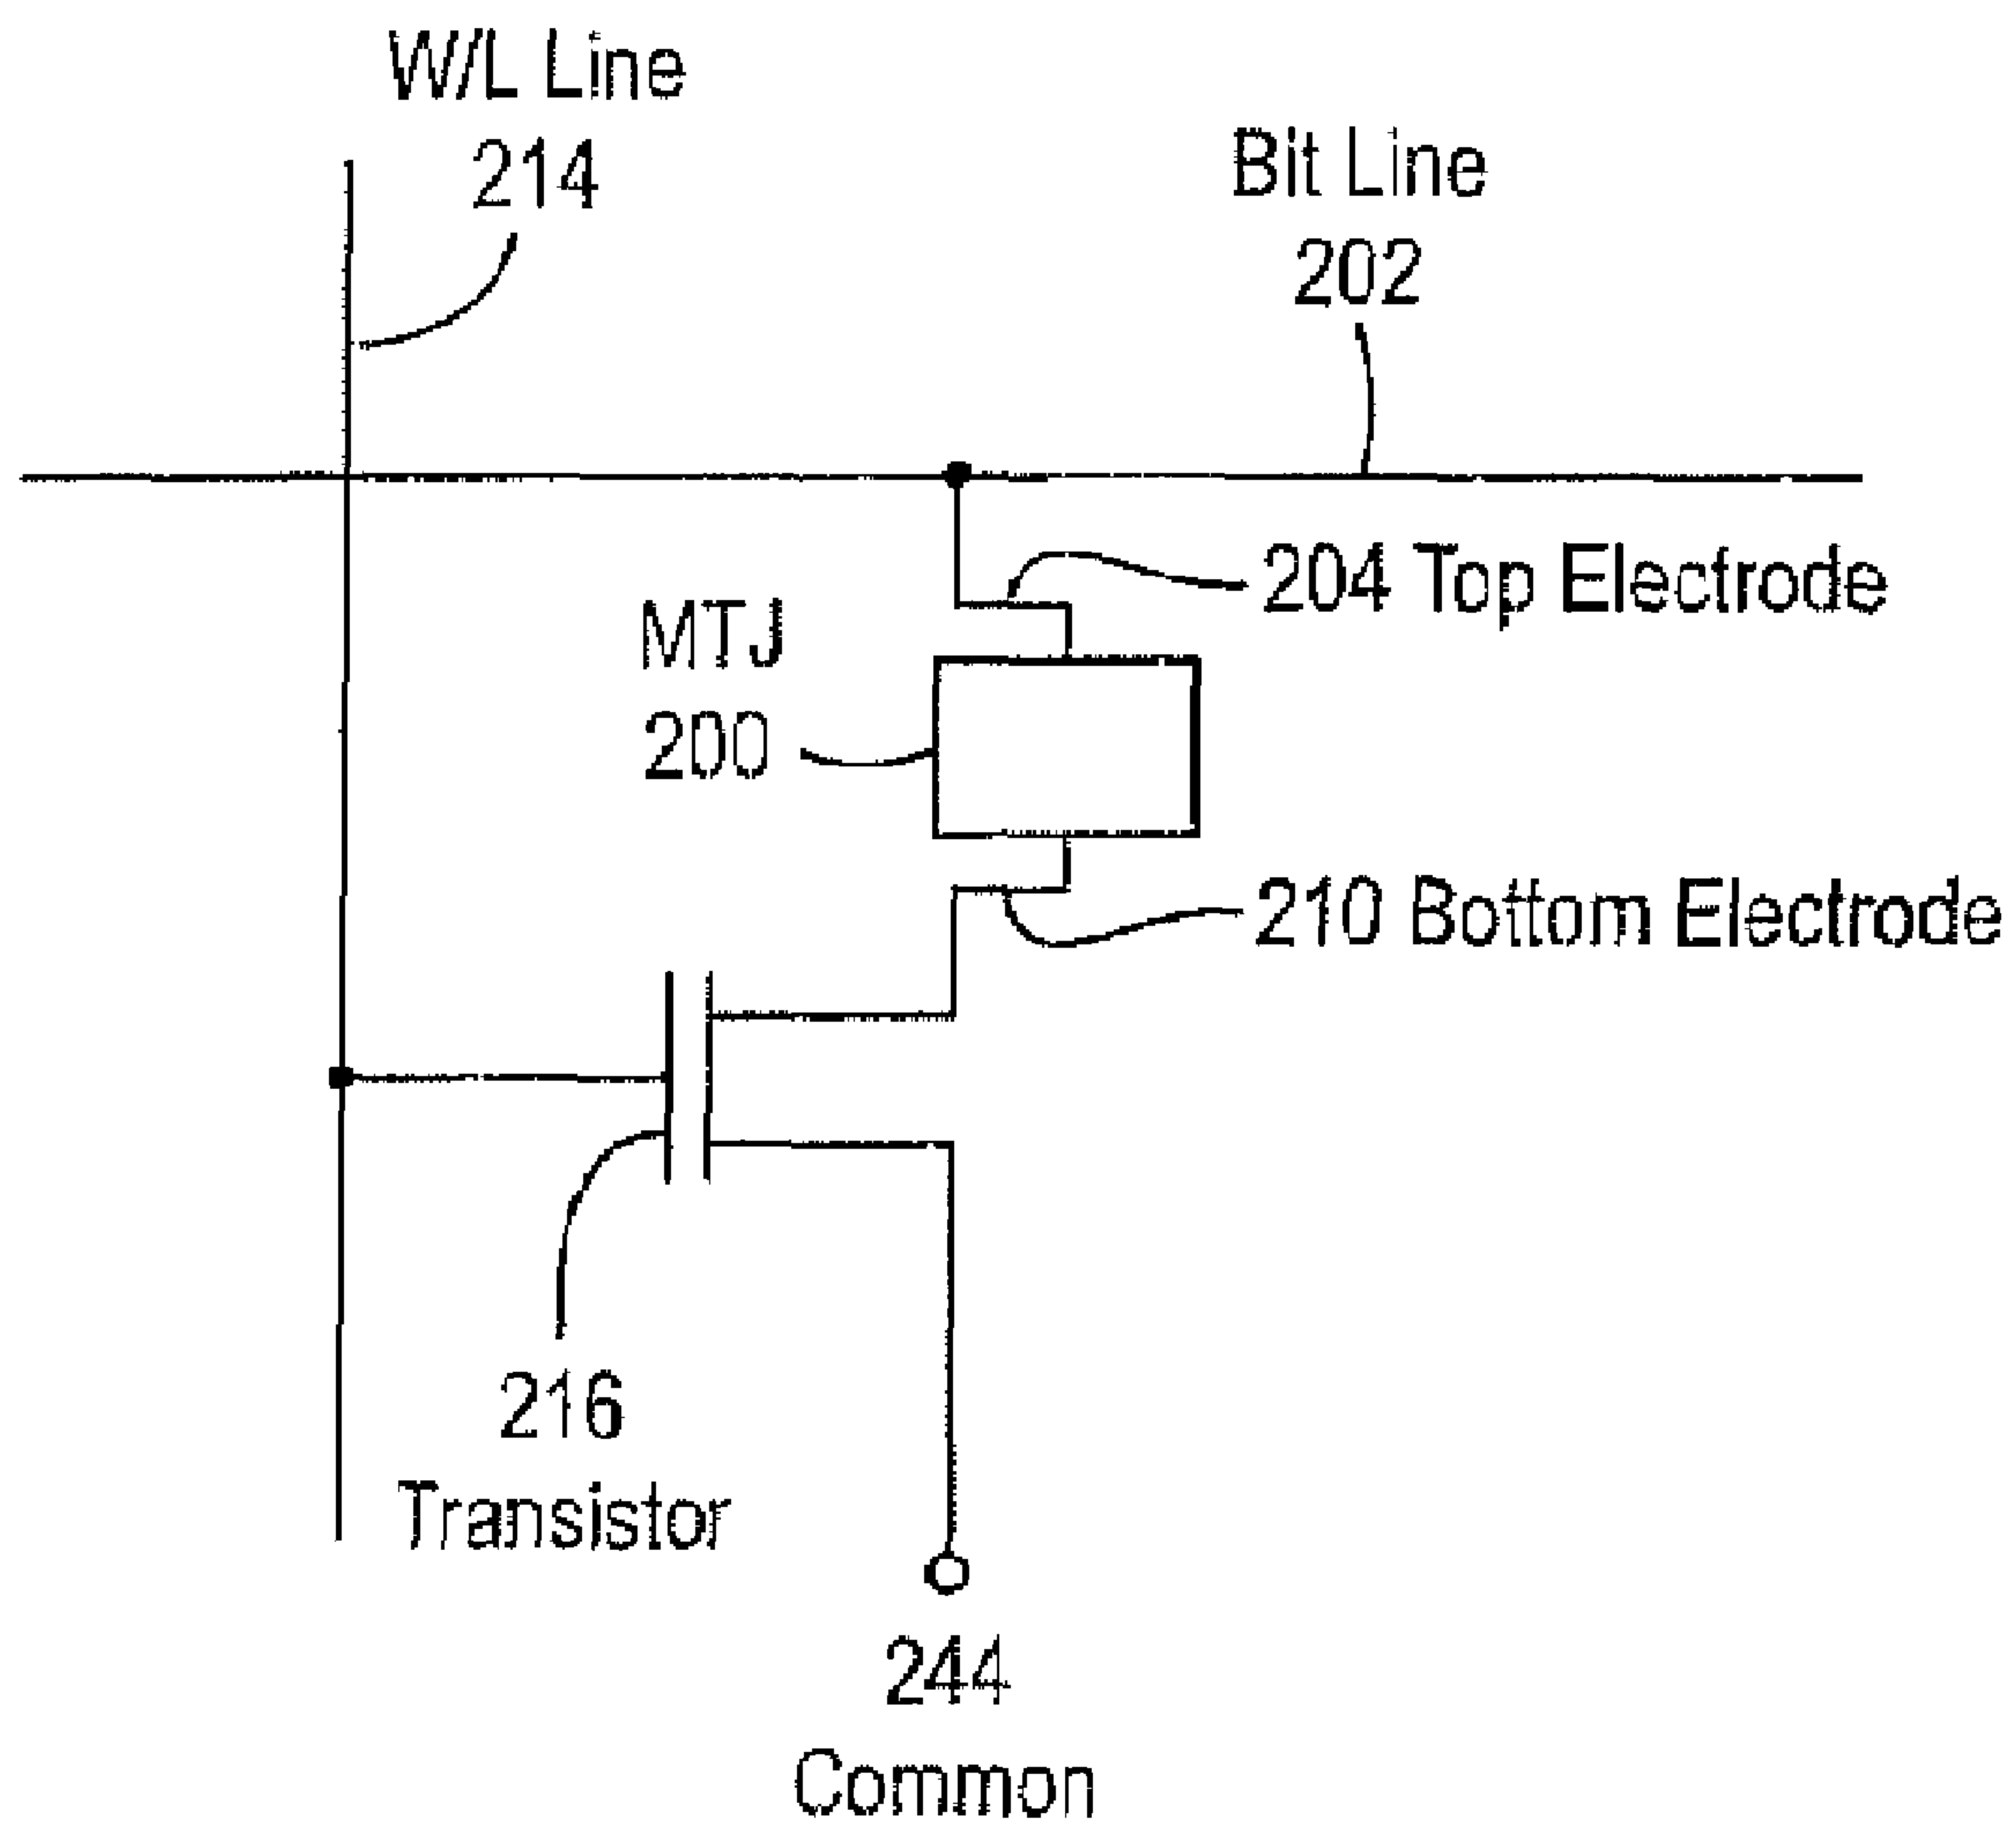 W/L Line
214
Bit Line
202
204 Top Electrode
MTJ
200
210 Bottom Electrode
216
Transistor
244
Common